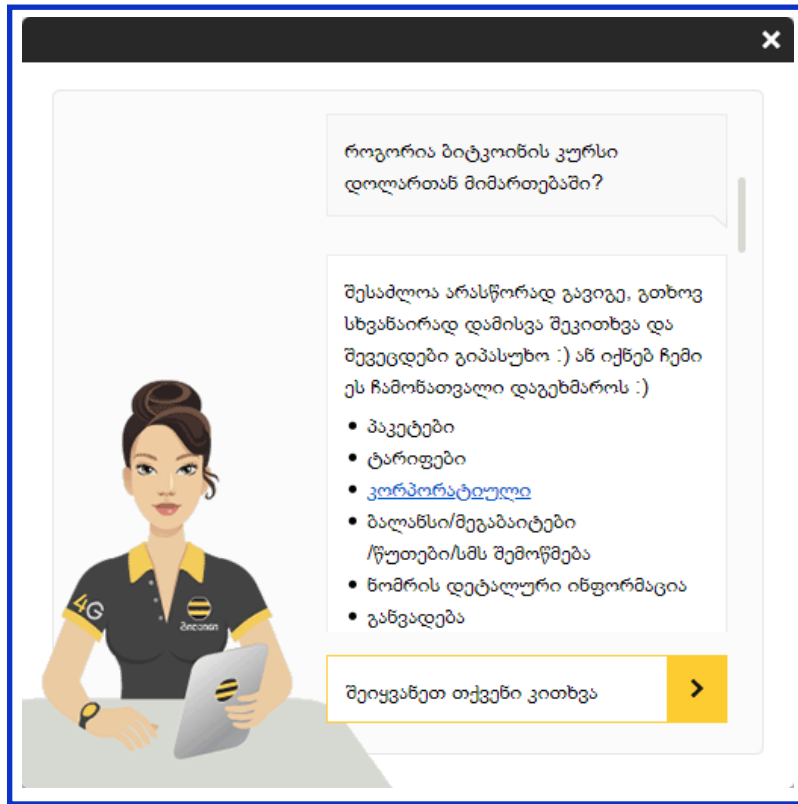 როგორია ბიტკოინის კურსი
დოლართან მიმართებაში?
შესაძლოა არასწორად გავიგე, გთხოვ
სხვანაირად დამისვა შეკითხვა და
შევეცდები გიპასუხო :) ან იქნებ ჩემი
ეს ჩამონათვალი დაგეხმაროს :)
• პაკეტები
• ტარიფები
• კორპორატიული
• ბალანსი/მეგაბაიტები
/წუთები/სმს შემოწმება
• ნომრის დეტალური ინფორმაცია
• განვადება
4G
ბილაინი
შეიყვანეთ თქვენი კითხვა